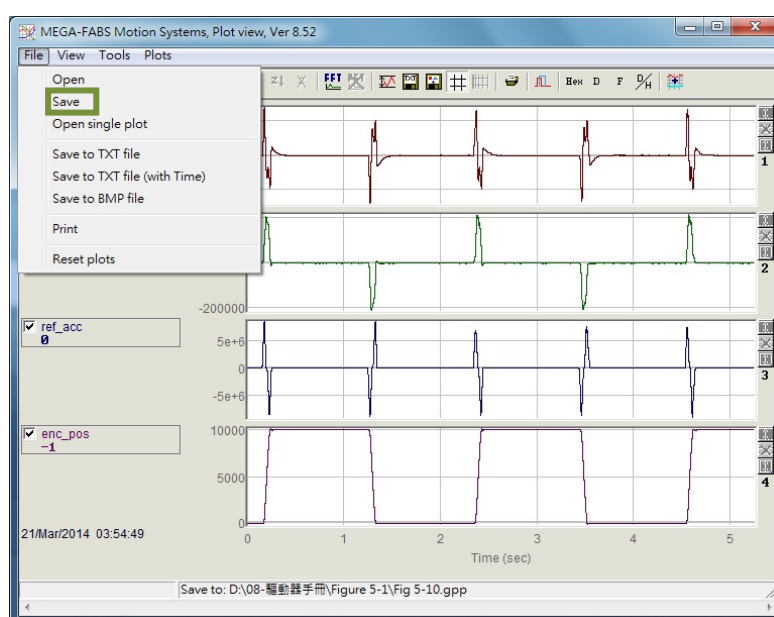 MEGA-FABS Motion Systems, Plot view, Ver 8.52
File View Tools Plots
Hex D F D/H
Open
Save
Open single plot
Save to TXT file
Save to TXT file (with Time)
Save to BMP file
Print
Reset plots
1
2
-200000
ref_acc
0
5e+6
0
-5e+6
3
enc_pos
-1
10000
5000
0
4
21/Mar/2014 03:54:49
0 1 2 3 4 5
Time (sec)
Save to: D:\08-驅動器手冊\Figure 5-1\Fig 5-10.gpp